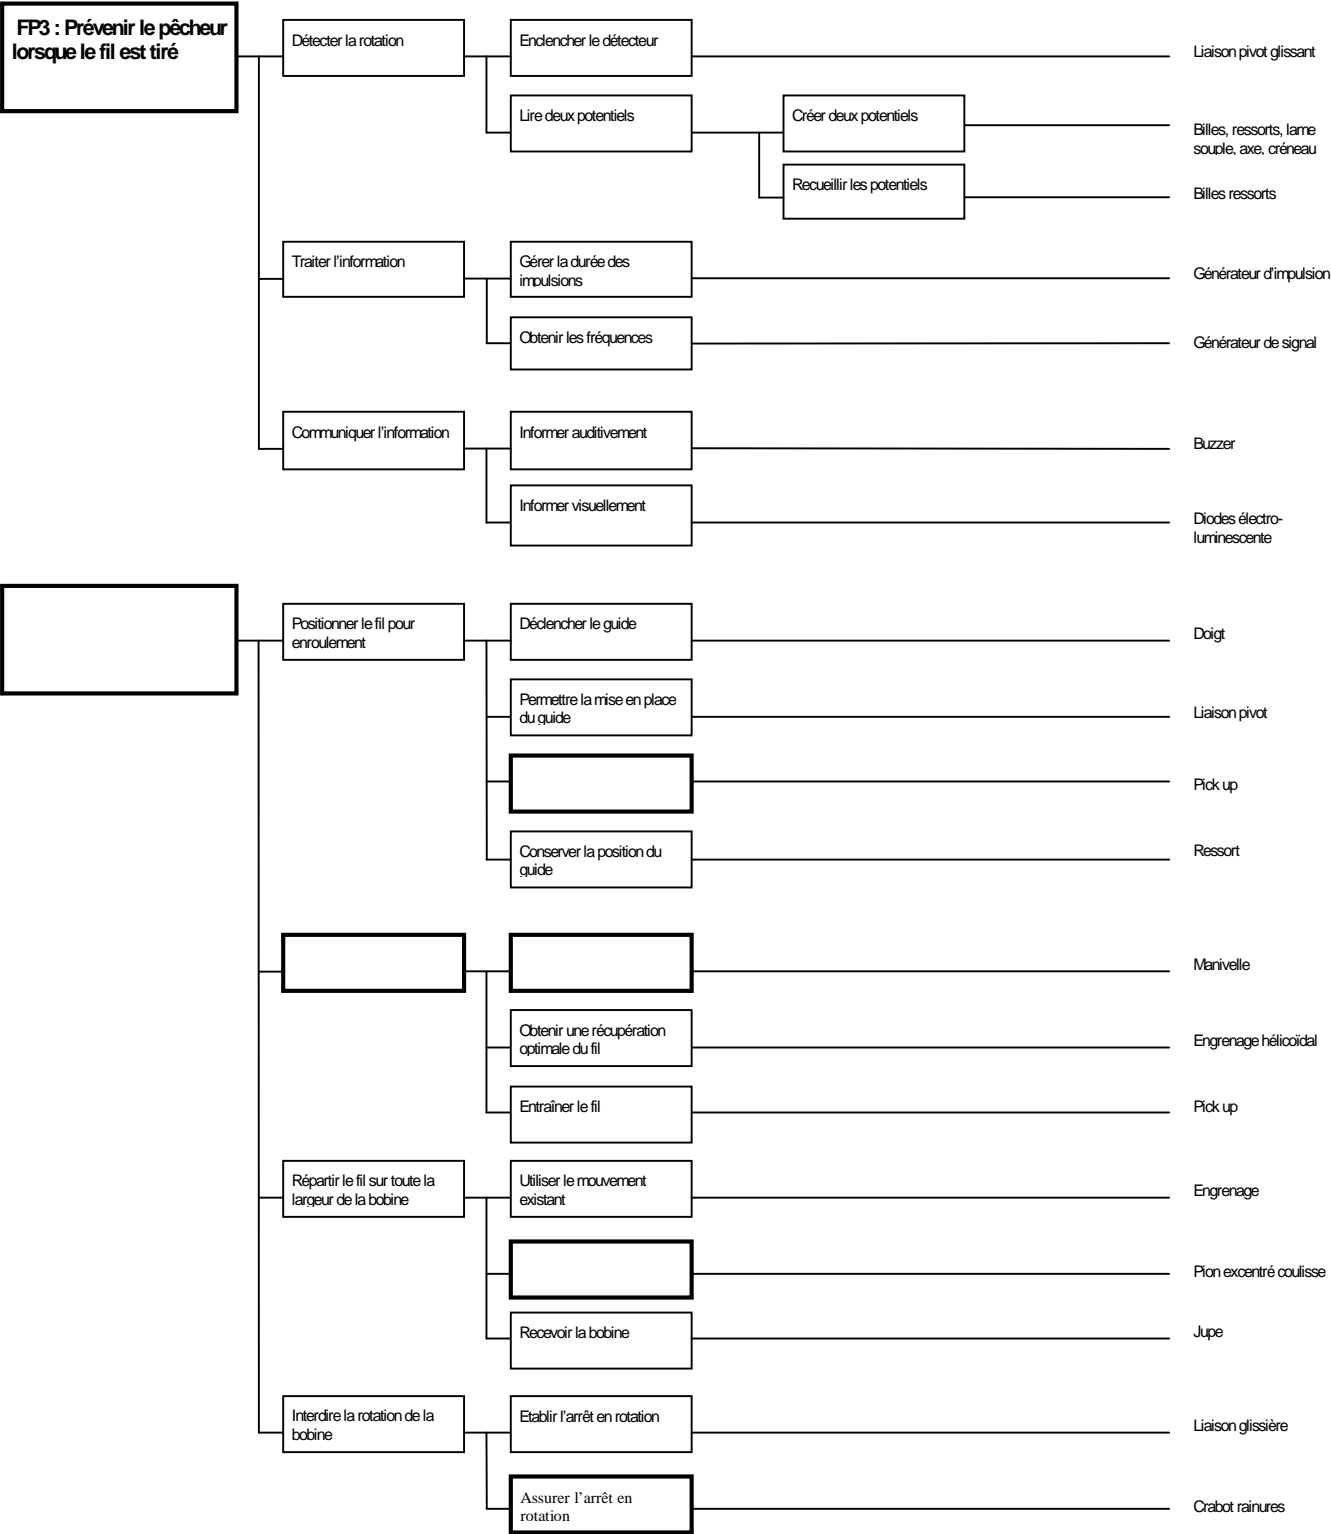 FP3 : Prévenir le pêcheur
lorsque le fil est tiré
Détecter la rotation
Enclencher le détecteur
Liaison pivot glissant
Lire deux potentiels
Créer deux potentiels
Billes, ressorts, lame
souple, axe, créneau
Recueillir les potentiels
Billes ressorts
Traiter l'information
Gérer la durée des
impulsions
Générateur d'impulsion
Obtenir les fréquences
Générateur de signal
Communiquer l'information
Informer auditivement
Buzzer
Informer visuellement
Diodes électro-
luminescente
Positionner le fil pour
enroulement
Déclencher le guide
Doigt
Permettre la mise en place
du guide
Liaison pivot
Pick up
Conserver la position du
guide
Ressort
Manivelle
Obtenir une récupération
optimale du fil
Engrenage hélicoïdal
Entraîner le fil
Pick up
Répartir le fil sur toute la
largeur de la bobine
Utiliser le mouvement
existant
Engrenage
Pion excentré coulisse
Recevoir la bobine
Jupe
Interdire la rotation de la
bobine
Etablir l'arrêt en rotation
Liaison glissière
Assurer l'arrêt en
rotation
Crabot rainures